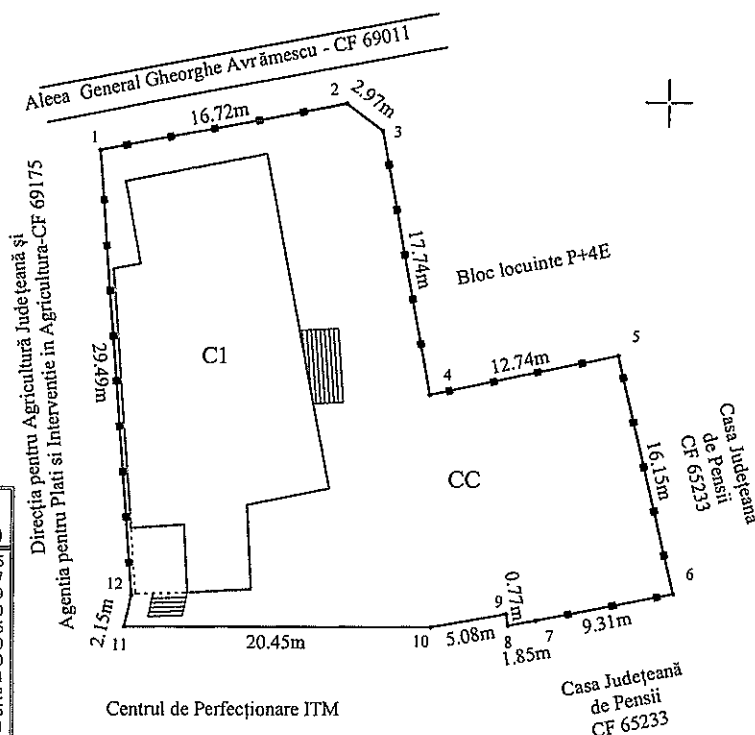 Aleea General Gheorghe Avrămescu - CF 69011
1
16.72m
2
2.97m
3
Direcția pentru Agricultură Județeană și
Agentia pentru Plati si Interventie in Agricultura-CF 69175
29.49m
C1
17.74m
Bloc locuinte P+4E
4
12.74m
5
CC
16.15m
Casa Județeana
de Pensii
CF 65233
6
12
2.15m
11
20.45m
10
5.08m
9
0.77m
8
1.85m
7
9.31m
Centrul de Perfecționare ITM
Casa Județeană
de Pensii
CF 65233